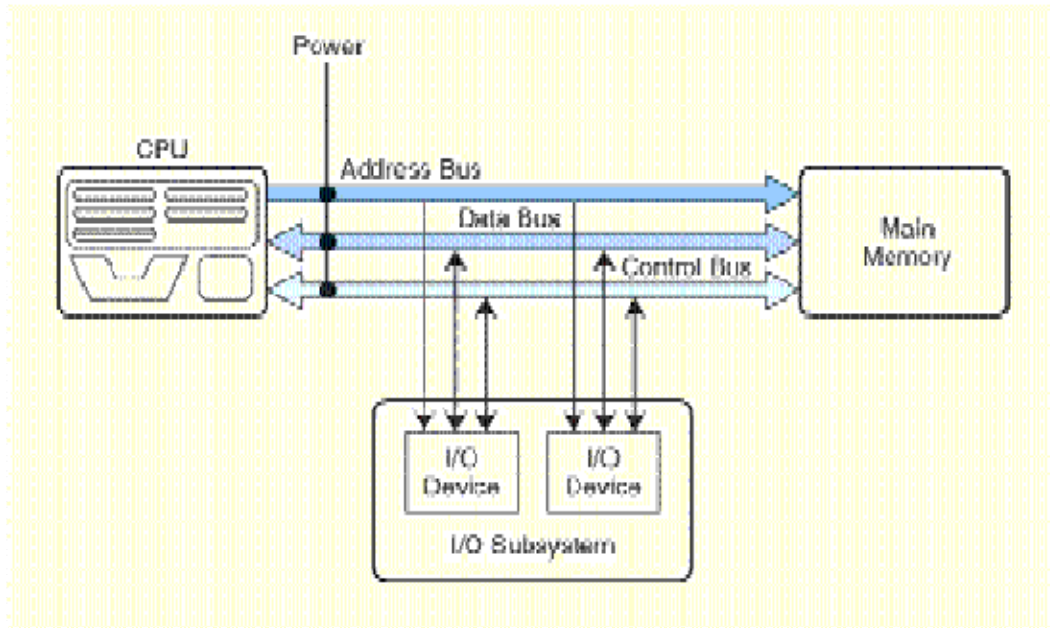 Power
CPU
Address Bus
Data Bus
Control Bus
Main
Memory
I/O
Device
I/O
Device
I/O Subsystem